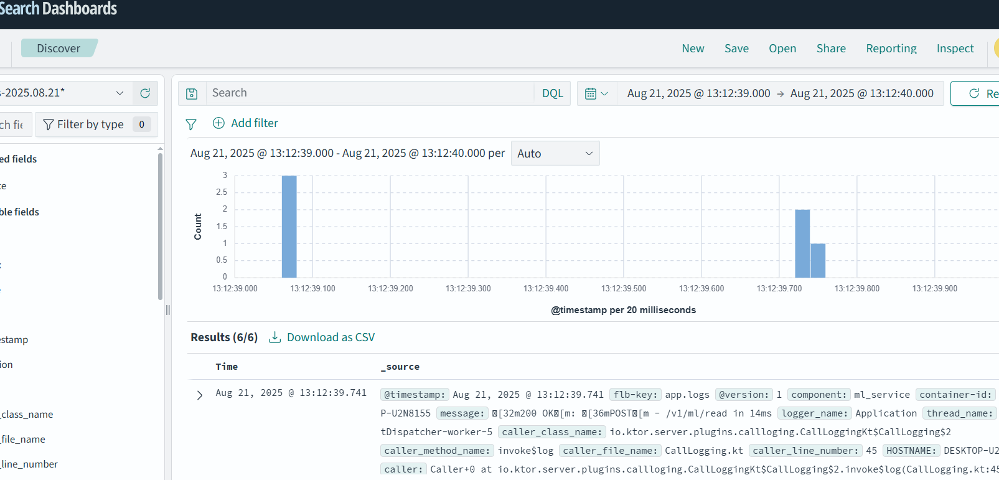 Search Dashboards
Discover
New Save Open Share Reporting Inspect
-2025.08.21*
Search
DQL
Aug 21, 2025 @ 13:12:39.000 → Aug 21, 2025 @ 13:12:40.000
Re
ch fie
Filter by type 0
Add filter
ed fields
ce
ble fields
estamp
ion
_class_name
_file_name
_line_number
Aug 21, 2025 @ 13:12:39.000 - Aug 21, 2025 @ 13:12:40.000 per Auto
3
2.5
2
1.5
1
0.5
0
Count
13:12:39.000 13:12:39.100 13:12:39.200 13:12:39.300 13:12:39.400 13:12:39.500 13:12:39.600 13:12:39.700 13:12:39.800 13:12:39.900
@timestamp per 20 milliseconds
Results (6/6) Download as CSV
Time _source
Aug 21, 2025 @ 13:12:39.741
@timestamp: Aug 21, 2025 @ 13:12:39.741 flb-key: app.logs @version: 1 component: ml_service container-id:
P-U2N8155 message: [32m200 OK[m: [36mPOST[m - /v1/ml/read in 14ms logger_name: Application thread_name:
tDispatcher-worker-5 caller_class_name: io.ktor.server.plugins.callloging.CallLoggingKt$CallLogging$2
caller_method_name: invoke$log caller_file_name: CallLogging.kt caller_line_number: 45 HOSTNAME: DESKTOP-U2
caller: Caller+0 at io.ktor.server.plugins.callloging.CallLoggingKt$CallLogging$2.invoke$log(CallLogging.kt:45